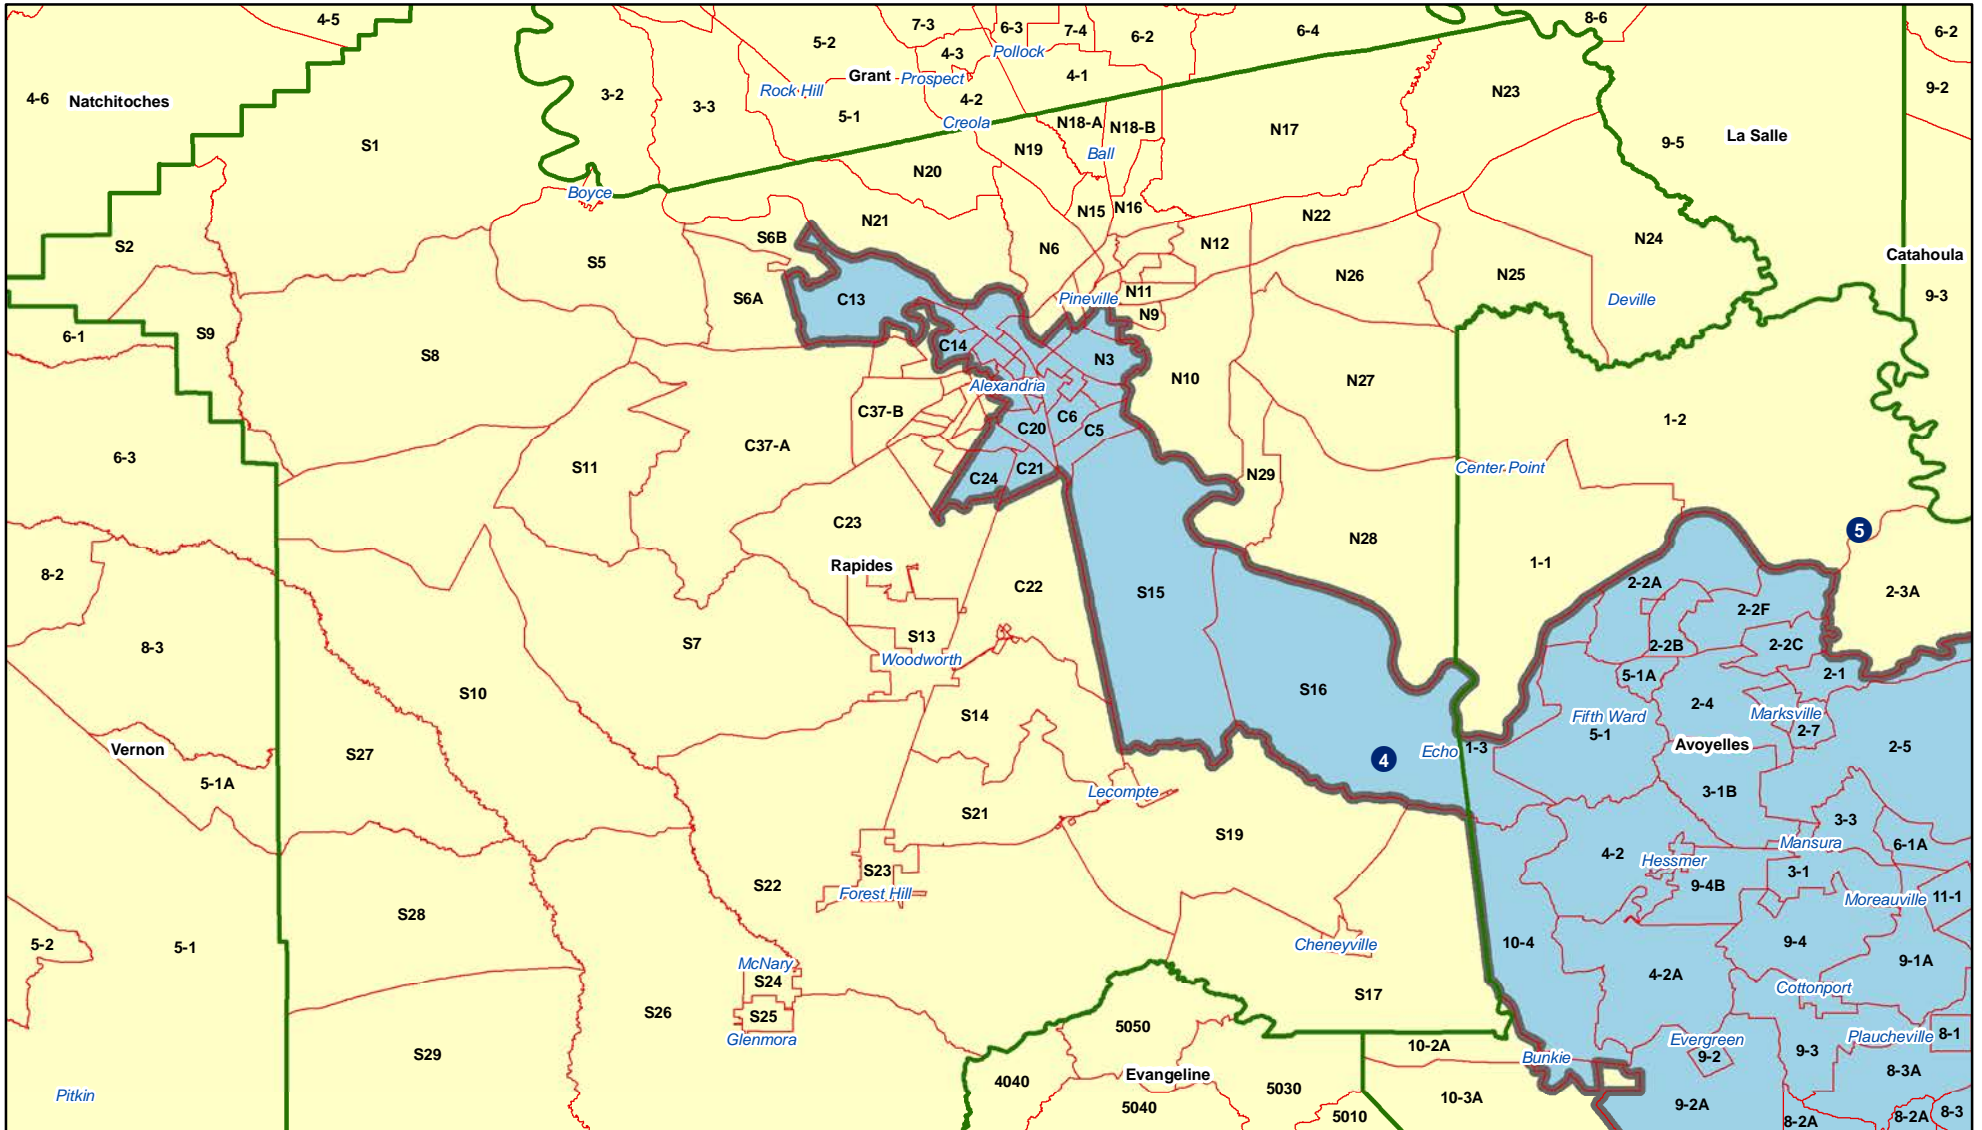 4-5
7-3
6-3
7-4
6-2
6-4
8-6
6-2
5-2
4-3
Pollock
4-6
Natchitoches
Grant
Prospect
4-1
Rock Hill
3-2
3-3
4-2
N23
9-2
5-1
Creola
N18-A
N18-B
N17
La Salle
S1
9-5
N19
Ball
N20
Boyce
N15
N16
N21
N22
S2
S6B
N6
N12
N24
S5
Catahoula
N26
N25
S6A
C13
N11
9-3
Pineville
Deville
N9
6-1
S9
C14
S8
N3
Alexandria
N10
N27
C37-B
C6
1-2
C20
C5
C37-A
6-3
S11
C21
Center Point
C24
N29
C23
5
N28
Rapides
1-1
8-2
C22
S15
2-2A
2-3A
2-2F
S13
8-3
S7
2-2B
2-2C
Woodworth
5-1A
2-1
S10
S16
2-4
S14
Fifth Ward
Marksville
5-1
2-7
Vernon
S27
Echo
1-3
Avoyelles
2-5
4
5-1A
Lecompte
3-1B
S21
3-3
S19
Mansura
6-1A
4-2
Hessmer
S23
3-1
S22
9-4B
Forest Hill
Moreauville
11-1
S28
5-2
5-1
Cheneyville
10-4
9-4
9-1A
McNary
4-2A
S24
Cottonport
S17
S26
S25
5050
8-1
Glenmora
Evergreen
Plaucheville
10-2A
9-3
S29
Bunkie
9-2
8-3A
4040
Evangeline
5030
Pitkin
10-3A
9-2A
5040
5010
8-2A
8-2A
8-3